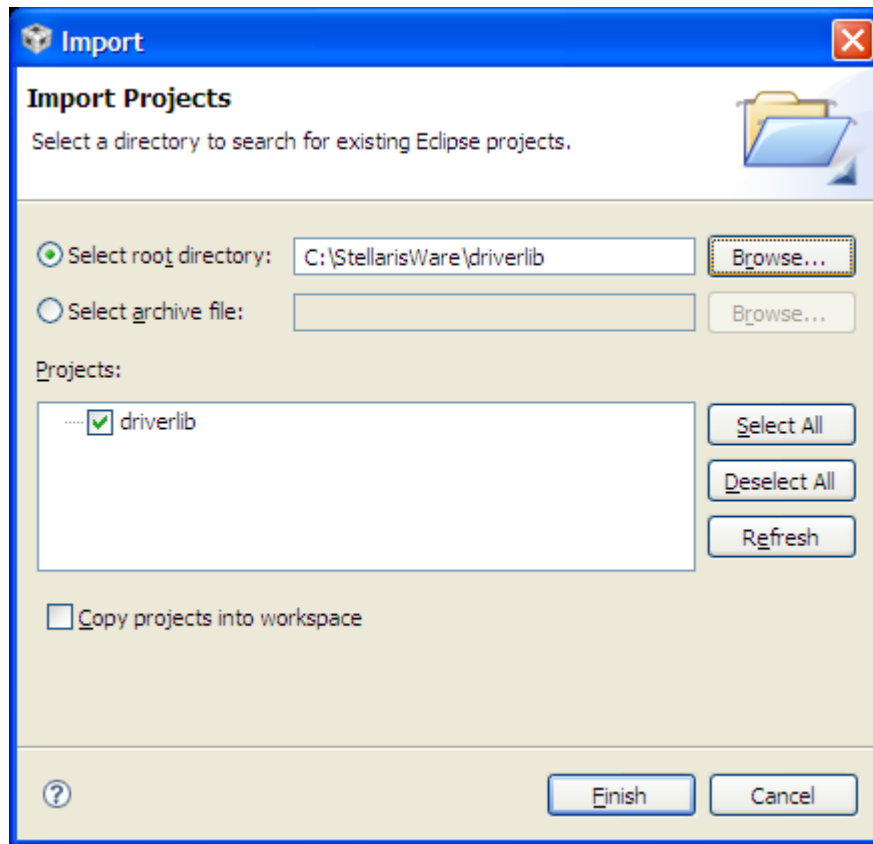 Import
Import Projects
Select a directory to search for existing Eclipse projects.
Select root directory: C:\StellarisWare\driverlib Browse...
Select archive file: Browse...
Projects:
driverlib
Select All
Deselect All
Refresh
Copy projects into workspace
? Finish Cancel